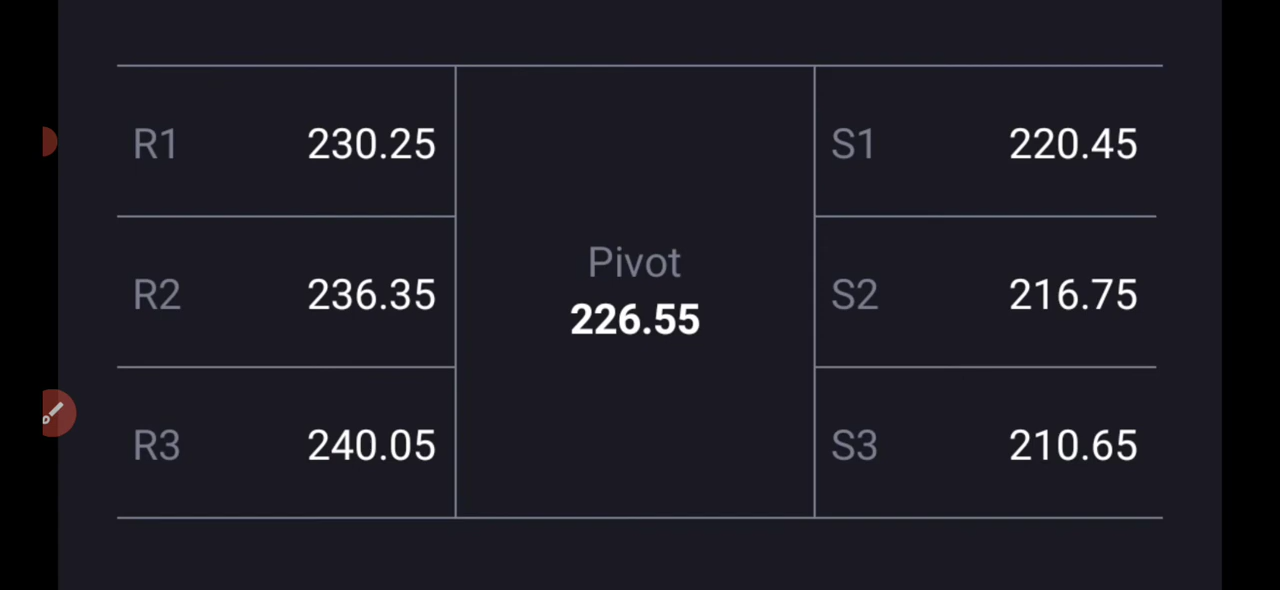 R1 230.25
S1 220.45
Pivot
R2 236.35
226.55
S2 216.75
R3 240.05
S3 210.65